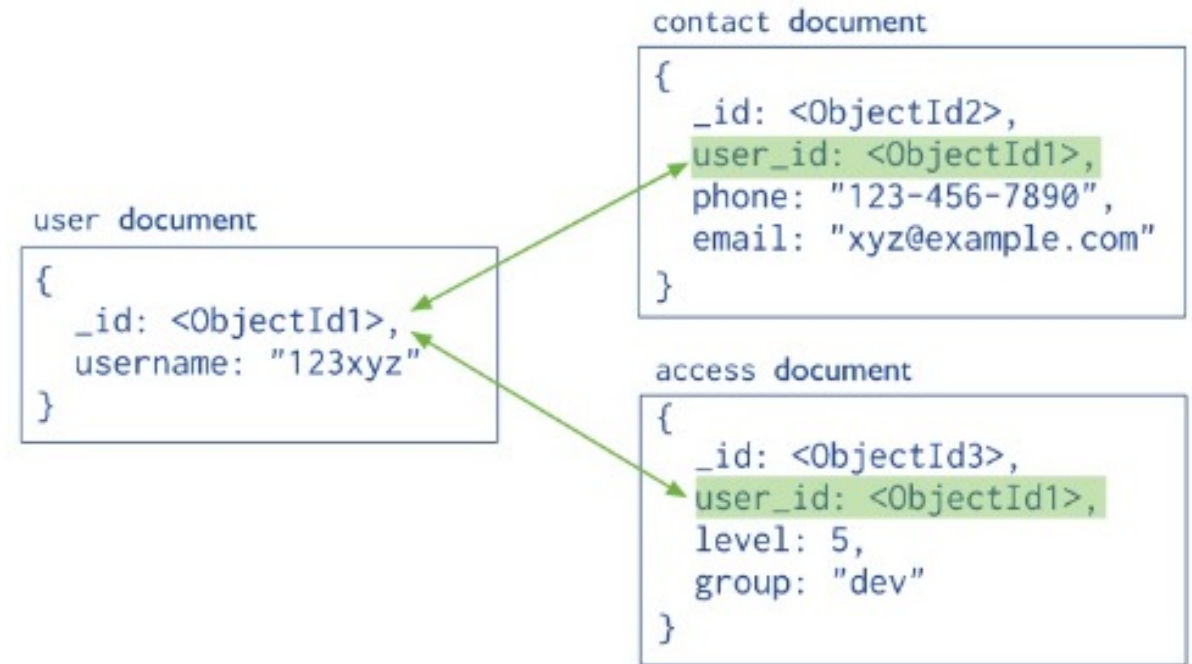 user document
{
_id: <ObjectId1>,
username: "123xyz"
}
contact document
{
_id: <ObjectId2>,
user_id: <ObjectId1>,
phone: "123-456-7890",
email: "xyz@example.com"
}
access document
{
_id: <ObjectId3>,
user_id: <ObjectId1>,
level: 5,
group: "dev"
}